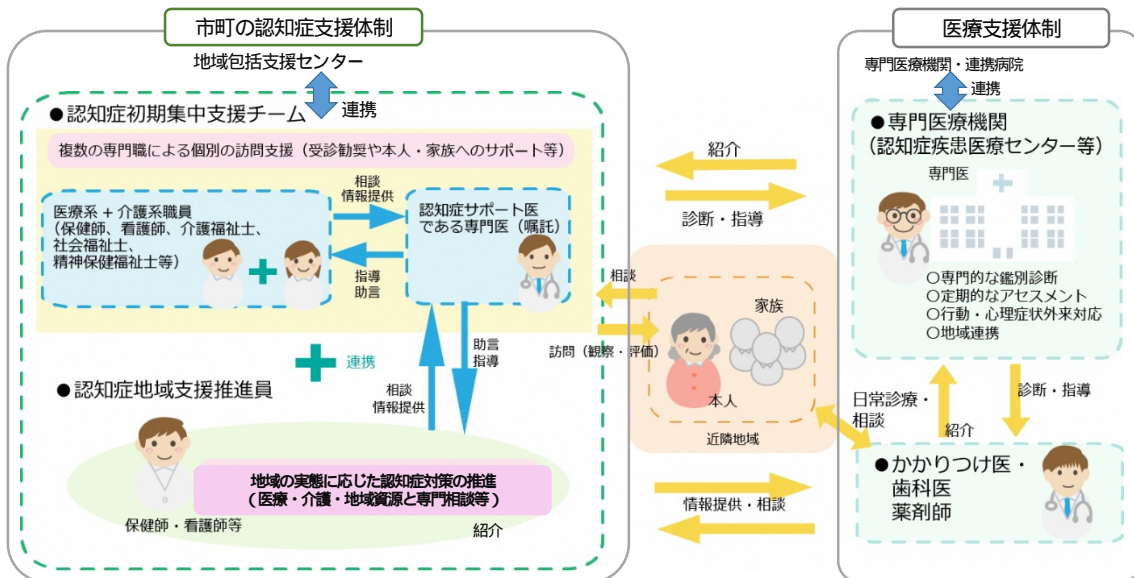 市町の認知症支援体制
地域包括支援センター
連携
●認知症初期集中支援チーム
複数の専門職による個別の訪問支援（受診勧奨や本人・家族へのサポート等）
医療系 + 介護系職員
（保健師、看護師、介護福祉士、
社会福祉士、
精神保健福祉士等）
相談
情報提供
指導
助言
認知症サポート医
である専門医（嘱託）
連携
相談
情報提供
助言
指導
●認知症地域支援推進員
地域の実態に応じた認知症対策の推進
（医療・介護・地域資源と専門相談等）
保健師・看護師等
紹介
紹介
診断・指導
相談
訪問（観察・評価）
家族
本人
近隣地域
情報提供・相談
日常診療・
相談
医療支援体制
専門医療機関・連携病院
連携
●専門医療機関
（認知症疾患医療センター等）
専門医
○専門的な鑑別診断
○定期的なアセスメント
○行動・心理症状外来対応
○地域連携
紹介
診断・指導
●かかりつけ医・
歯科医
薬剤師